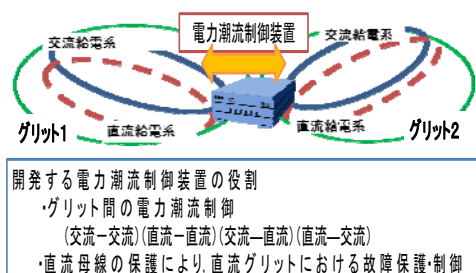 電力潮流制御装置
交流給電系
交流給電系
直流給電系
直流給電系
グリット1
グリット2
開発する電力潮流制御装置の役割
・グリット間の電力潮流制御
(交流ー交流)(直流ー直流)(交流―直流)(直流―交流)
・直流母線の保護により,直流グリットにおける故障保護・制御